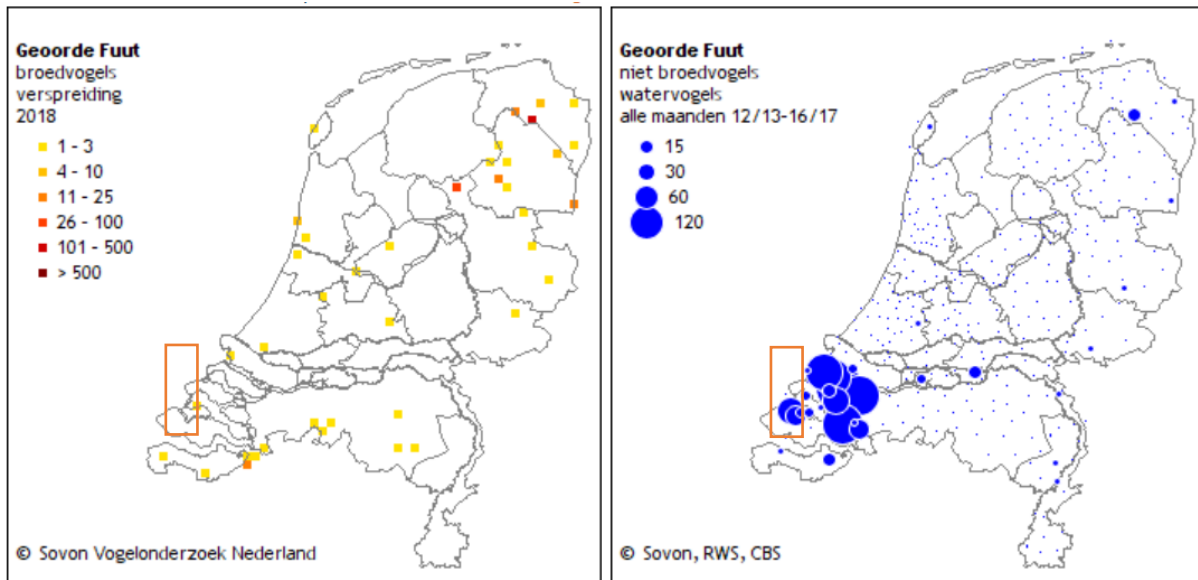 Geoorde Fuut
broedvogels
verspreiding
2018
1 - 3
4 - 10
11 - 25
26 - 100
101 - 500
> 500
© Sovon Vogelonderzoek Nederland
Geoorde Fuut
niet broedvogels
watervogels
alle maanden 12/13-16/17
15
30
60
120
© Sovon, RWS, CBS